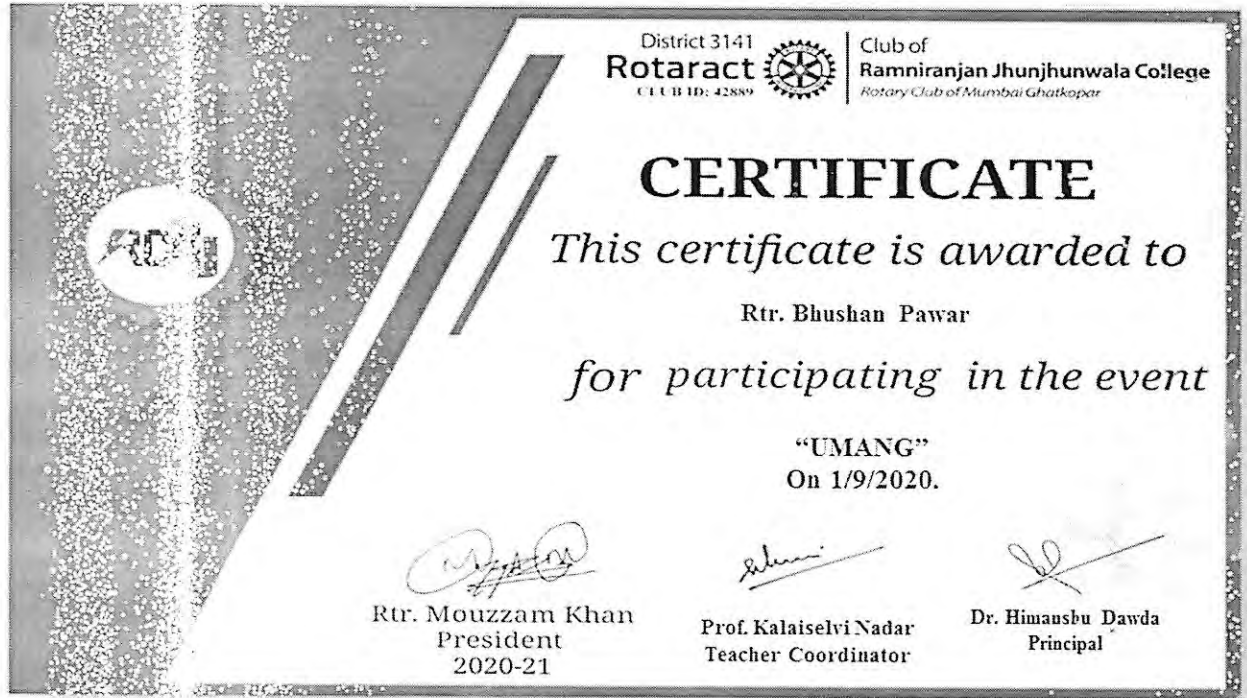 District 3141
Rotaract
CLUB ID: 42889
Club of
Ramniranjan Jhunjhunwala College
Rotary Club of Mumbai Ghatkopar
CERTIFICATE
This certificate is awarded to
Rtr. Bhushan Pawar
for participating in the event
“UMANG”
On 1/9/2020.
Rtr. Mouzzam Khan
President
2020-21
Prof. Kalaiselvi Nadar
Teacher Coordinator
Dr. Himanshu Dawda
Principal